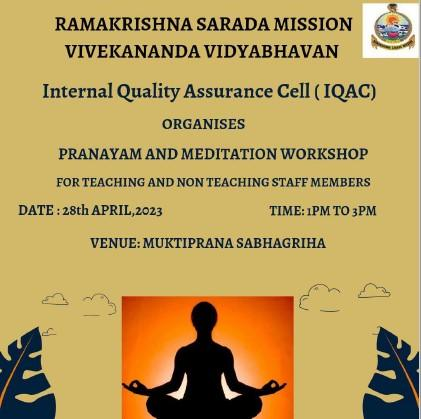 RAMAKRISHNA SARADA MISSION
VIVEKANANDA VIDYABHAVAN
Internal Quality Assurance Cell ( IQAC)
ORGANISES
PRANAYAM AND MEDITATION WORKSHOP
FOR TEACHING AND NON TEACHING STAFF MEMBERS
DATE : 28th APRIL,2023 TIME: 1PM TO 3PM
VENUE: MUKTIPRANA SABHAGRIHA